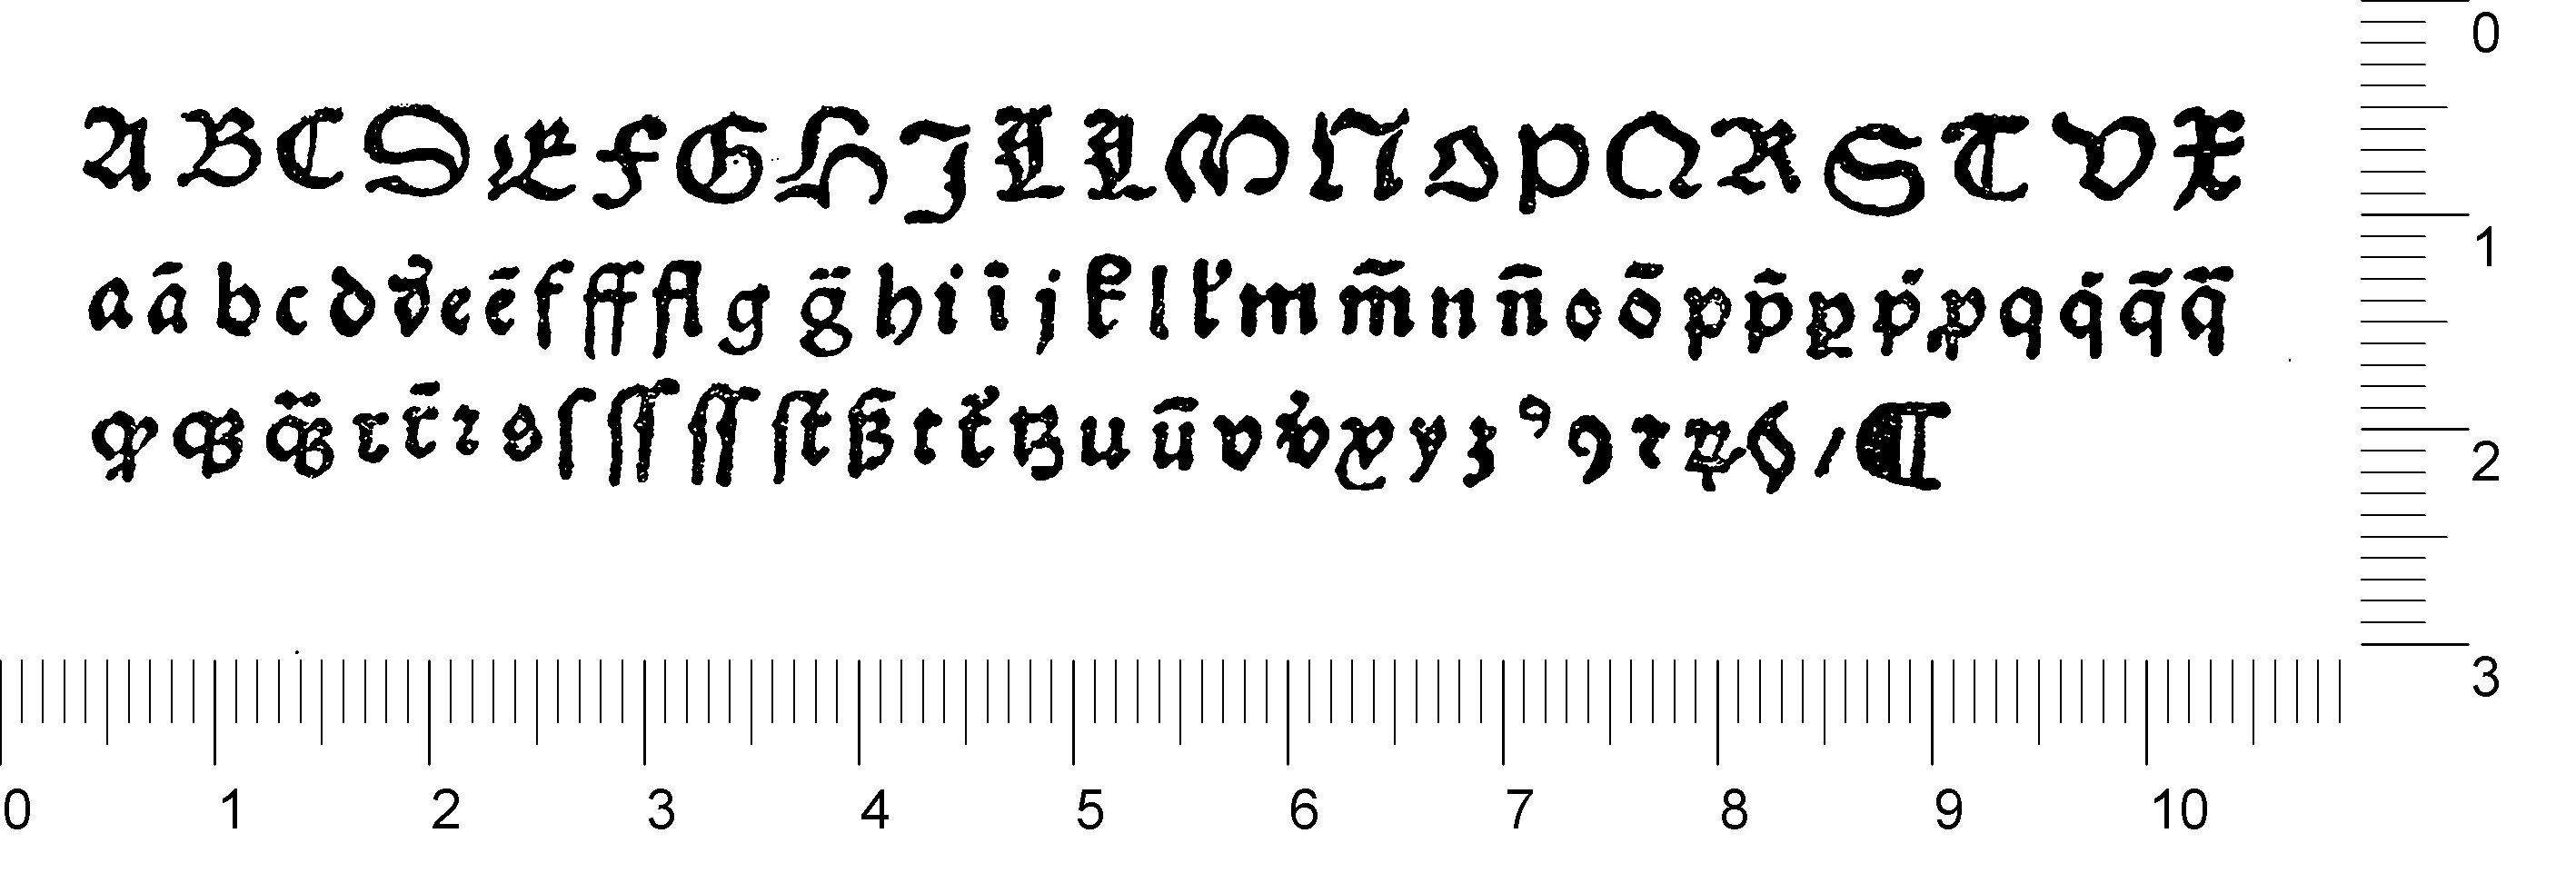 A B C D E F G H J L L M N O P Q R S T V X
a ā b c d d̄ e ē f ff fl g g̈ h i ī j k l l̛ m m̄ n n̄ o ō p p̄ ꝑ ṗ ꝓ q q̇ q̃ q̈
ꝙ qꝫ q̈ꝫ r r̄ ꝛ s ſ ſſ ſſ ſt ß t t̛ tz u ū v v̇ x y z ꝰ ꝯ ꝛ ꝝ / ¶
0
1
2
3
0 1 2 3 4 5 6 7 8 9 10